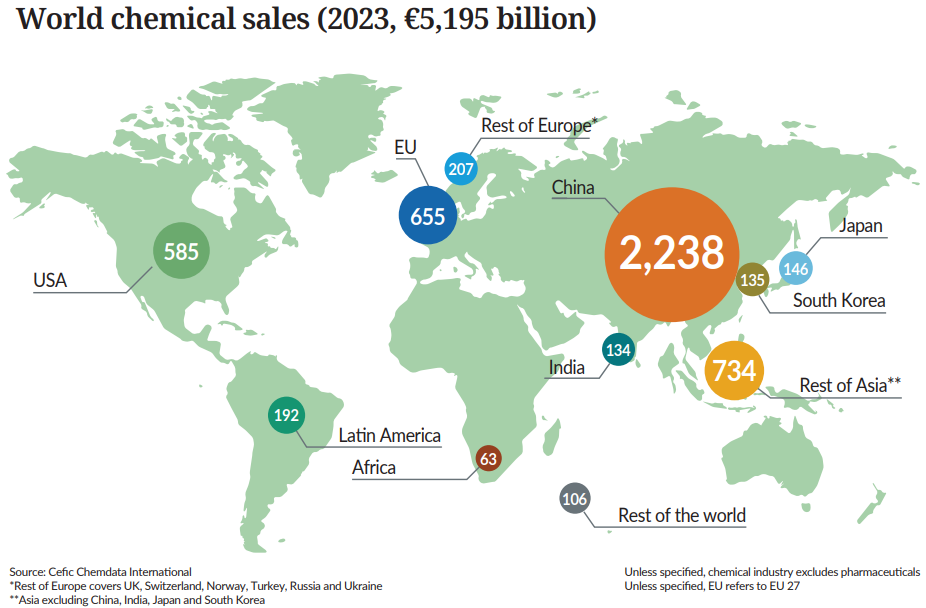 World chemical sales (2023, €5,195 billion)
Rest of Europe*
EU
207
China
655
2,238
Japan
585
146
135
USA
South Korea
134
734
India
Rest of Asia**
192
Latin America
63
Africa
106
Rest of the world
Source: Cefic Chemdata International
*Rest of Europe covers UK, Switzerland, Norway, Turkey, Russia and Ukraine
**Asia excluding China, India, Japan and South Korea
Unless specified, chemical industry excludes pharmaceuticals
Unless specified, EU refers to EU 27